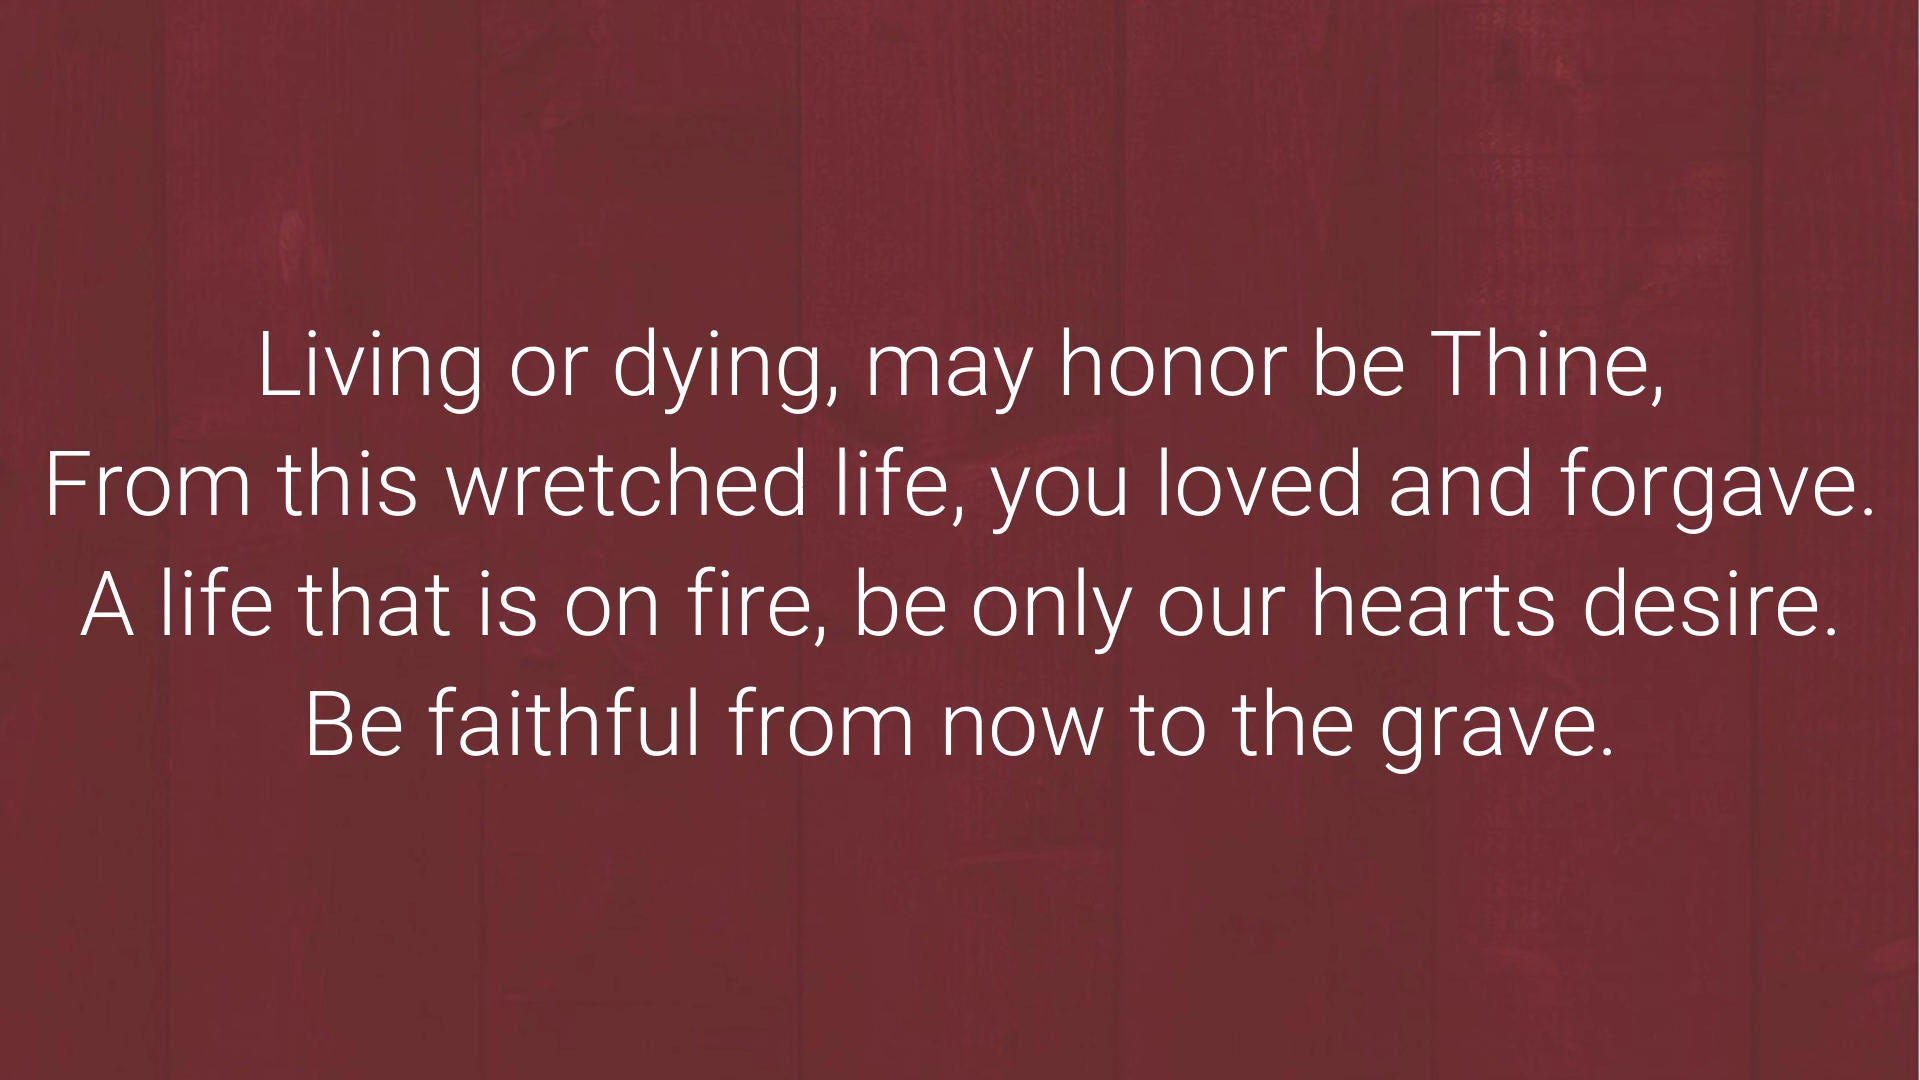 Living or dying, may honor be Thine,
From this wretched life, you loved and forgave.
A life that is on fire, be only our hearts desire.
Be faithful from now to the grave.